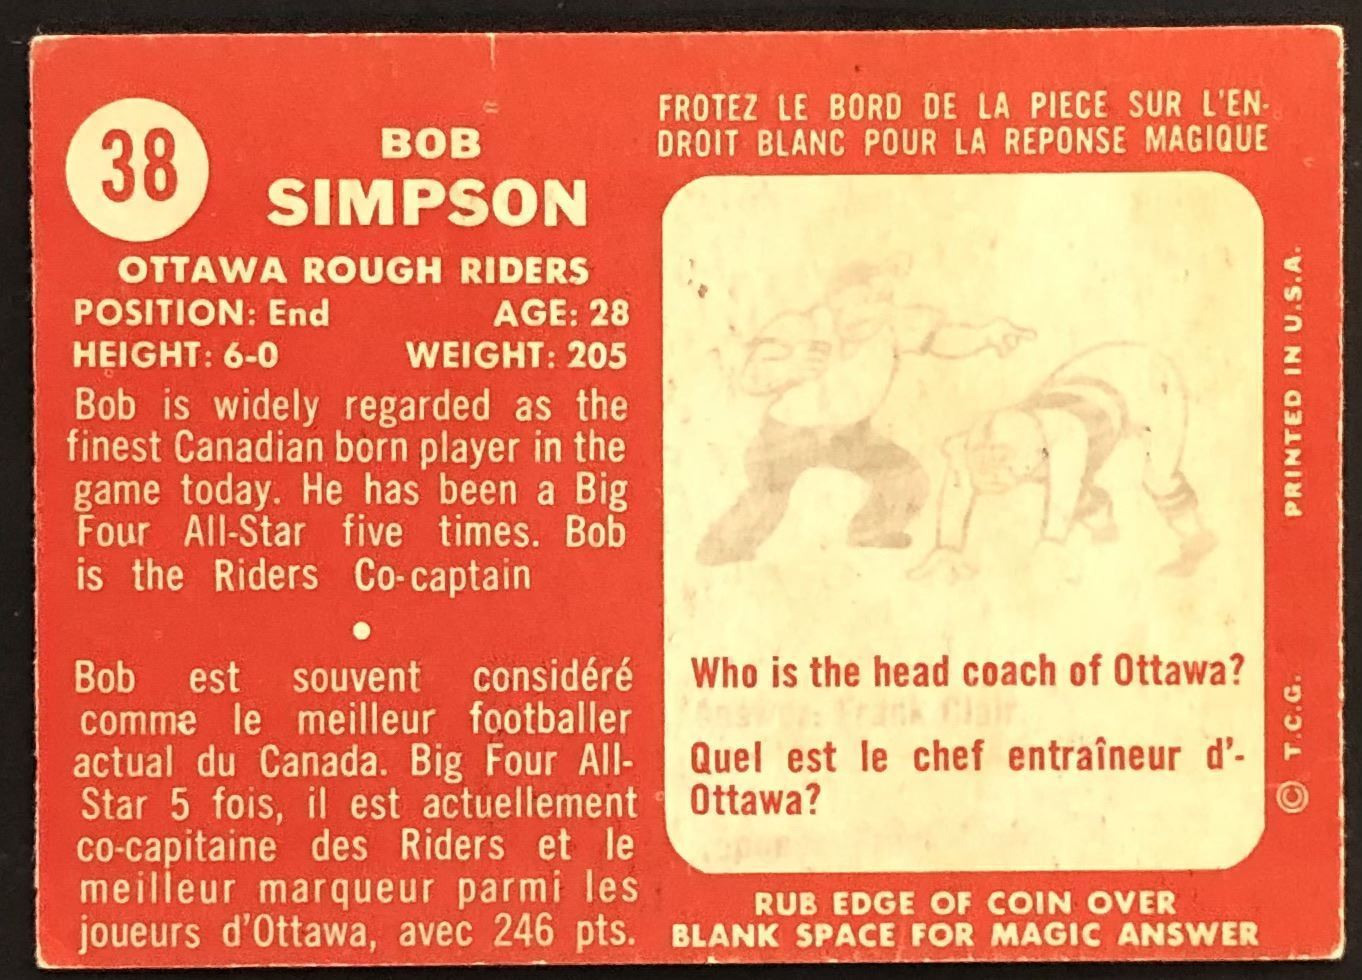 38
BOB
SIMPSON
OTTAWA ROUGH RIDERS
POSITION: End AGE: 28
HEIGHT: 6-0 WEIGHT: 205
Bob is widely regarded as the
finest Canadian born player in the
game today. He has been a Big
Four All-Star five times. Bob
is the Riders Co-captain
Bob est souvent considéré
comme le meilleur footballer
actual du Canada. Big Four All-
Star 5 fois, il est actuellement
co-capitaine des Riders et le
meilleur marqueur parmi les
joueurs d'Ottawa, avec 246 pts.
FROTEZ LE BORD DE LA PIECE SUR L'EN-
DROIT BLANC POUR LA REPONSE MAGIQUE
Who is the head coach of Ottawa?
Answer: Frank Clair
Quel est le chef entraîneur d'-
Ottawa?
RUB EDGE OF COIN OVER
BLANK SPACE FOR MAGIC ANSWER
© T.C.G. PRINTED IN U.S.A.